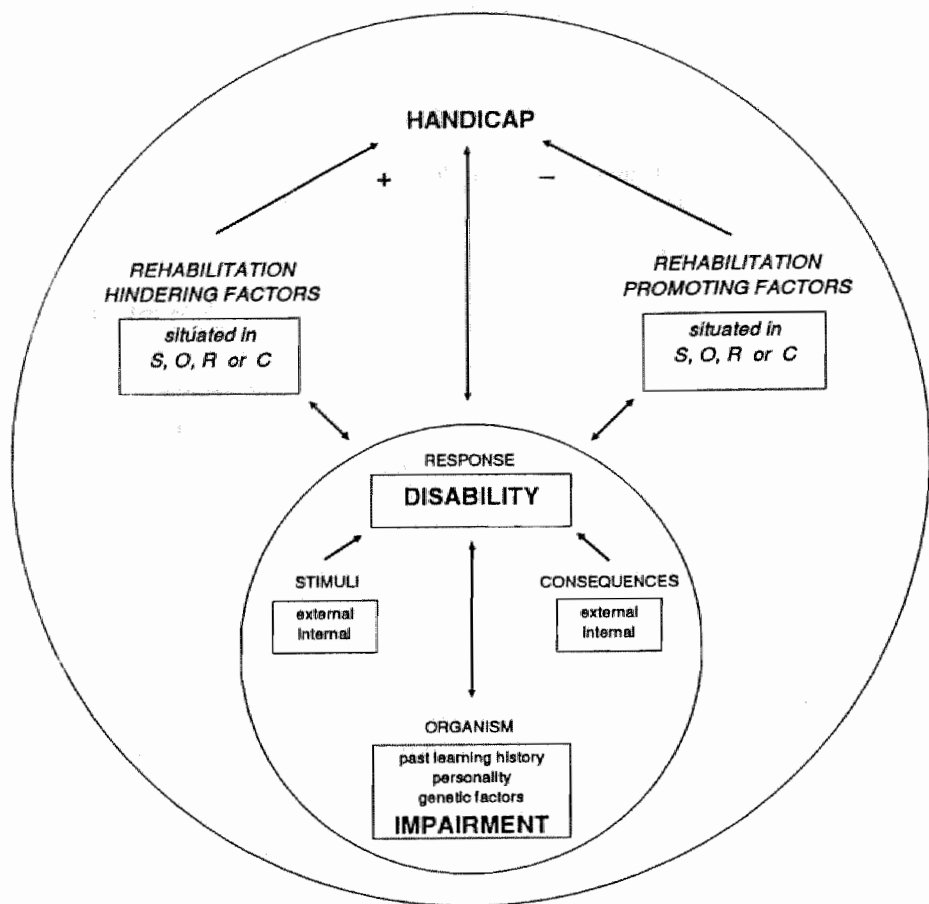 HANDICAP
+
−
REHABILITATION
HINDERING FACTORS
situated in
S, O, R or C
REHABILITATION
PROMOTING FACTORS
situated in
S, O, R or C
RESPONSE
DISABILITY
STIMULI
external
Internal
CONSEQUENCES
external
Internal
ORGANISM
past learning history
personality
genetic factors
IMPAIRMENT